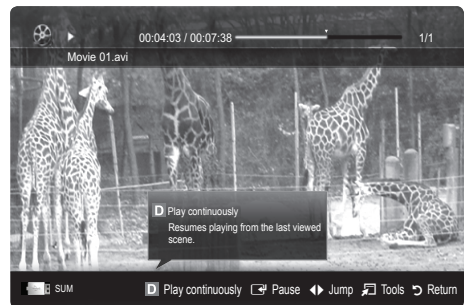 00:04:03 / 00:07:38 1/1
Movie 01.avi
D Play continuously
Resumes playing from the last viewed
scene.
SUM D Play continuously Pause Jump Tools Return